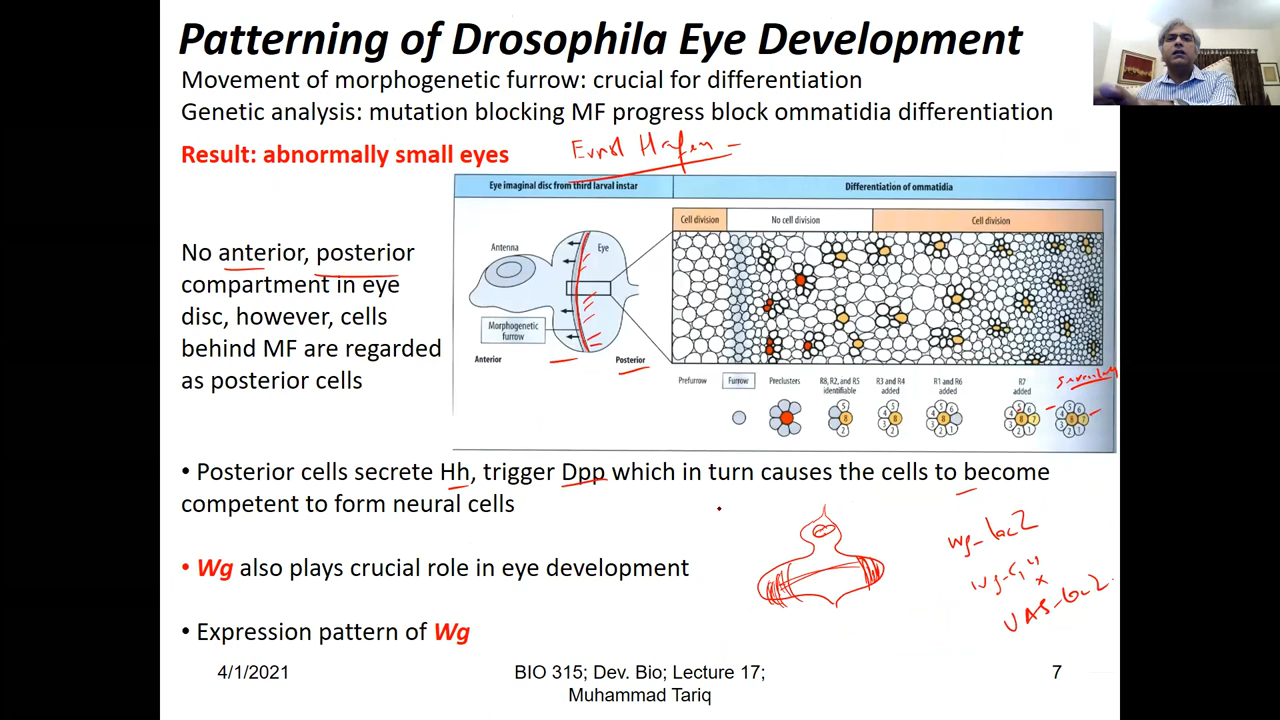 Patterning of Drosophila Eye Development
Movement of morphogenetic furrow: crucial for differentiation
Genetic analysis: mutation blocking MF progress block ommatidia differentiation
Result: abnormally small eyes
Ernst Hafen
Eye imaginal disc from third larval instar
Differentiation of ommatidia
Cell division
No cell division
Cell division
Antenna
Eye
Morphogenetic
furrow
Anterior
Posterior
No anterior, posterior
compartment in eye
disc, however, cells
behind MF are regarded
as posterior cells
Prefurrow
Furrow
Preclusters
R8, R2, and R5
identifiable
R3 and R4
added
R1 and R6
added
R7
added
• Posterior cells secrete Hh, trigger Dpp which in turn causes the cells to become
competent to form neural cells
• Wg also plays crucial role in eye development
• Expression pattern of Wg
wg-lacZ
wg-
x
UAS-lacZ
4/1/2021
BIO 315; Dev. Bio; Lecture 17;
Muhammad Tariq
7